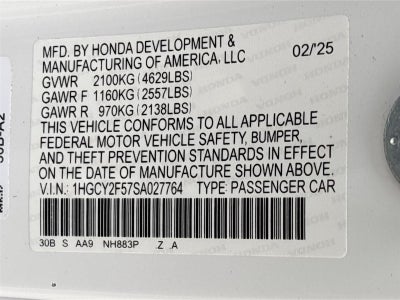 MFD. BY HONDA DEVELOPMENT &
MANUFACTURING OF AMERICA, LLC 02/'25
GVWR 2100KG (4629LBS)
GAWR F 1160KG (2557LBS)
GAWR R 970KG (2138LBS)
THIS VEHICLE CONFORMS TO ALL APPLICABLE
FEDERAL MOTOR VEHICLE SAFETY, BUMPER,
AND THEFT PREVENTION STANDARDS IN EFFECT
ON THE DATE OF MANUFACTURE SHOWN ABOVE.
V.I.N.: 1HGCY2F57SA027764 TYPE: PASSENGER CAR
30B S AA9 NH883P .Z .A
30B-A2